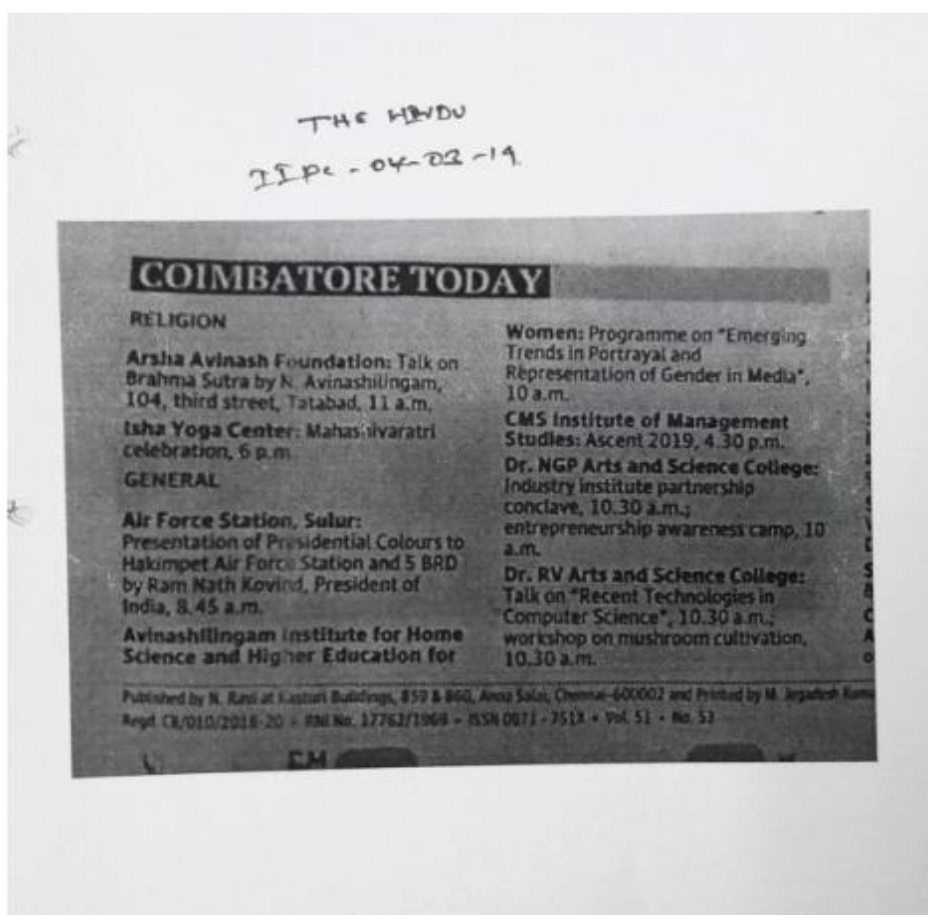 THE HINDU
IIPC - 04-03-19
COIMBATORE TODAY
RELIGION
Arsha Avinash Foundation: Talk on
Brahma Sutra by N. Avinashilingam,
104, third street, Tatabad, 11 a.m.
Isha Yoga Center: Mahashivaratri
celebration, 6 p.m.
GENERAL
Air Force Station, Sulur:
Presentation of Presidential Colours to
Hakimpet Air Force Station and 5 BRD
by Ram Nath Kovind, President of
India, 8.45 a.m.
Avinashilingam Institute for Home
Science and Higher Education for
Women: Programme on "Emerging
Trends in Portrayal and
Representation of Gender in Media",
10 a.m.
CMS Institute of Management
Studies: Ascent 2019, 4.30 p.m.
Dr. NGP Arts and Science College:
Industry institute partnership
conclave, 10.30 a.m.;
entrepreneurship awareness camp, 10
a.m.
Dr. RV Arts and Science College:
Talk on "Recent Technologies in
Computer Science", 10.30 a.m.;
workshop on mushroom cultivation,
10.30 a.m.
Published by N. Ravi at Kasturi Buildings, 859 & 860, Anna Salai, Chennai-600002 and Printed by M. Jegadesh
Regd. CB/010/2018-20 • RNI No. 17762/1969 • ISSN 0971 - 751X • Vol. 51 • No. 53